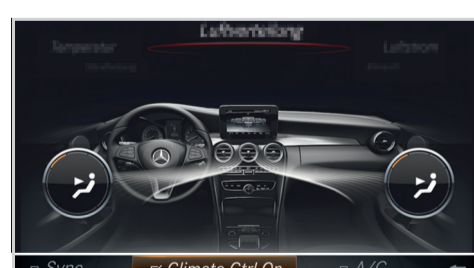 Luftverteilung
Temperatur
Luftstrom
Sync
Climate Ctrl On
A/C